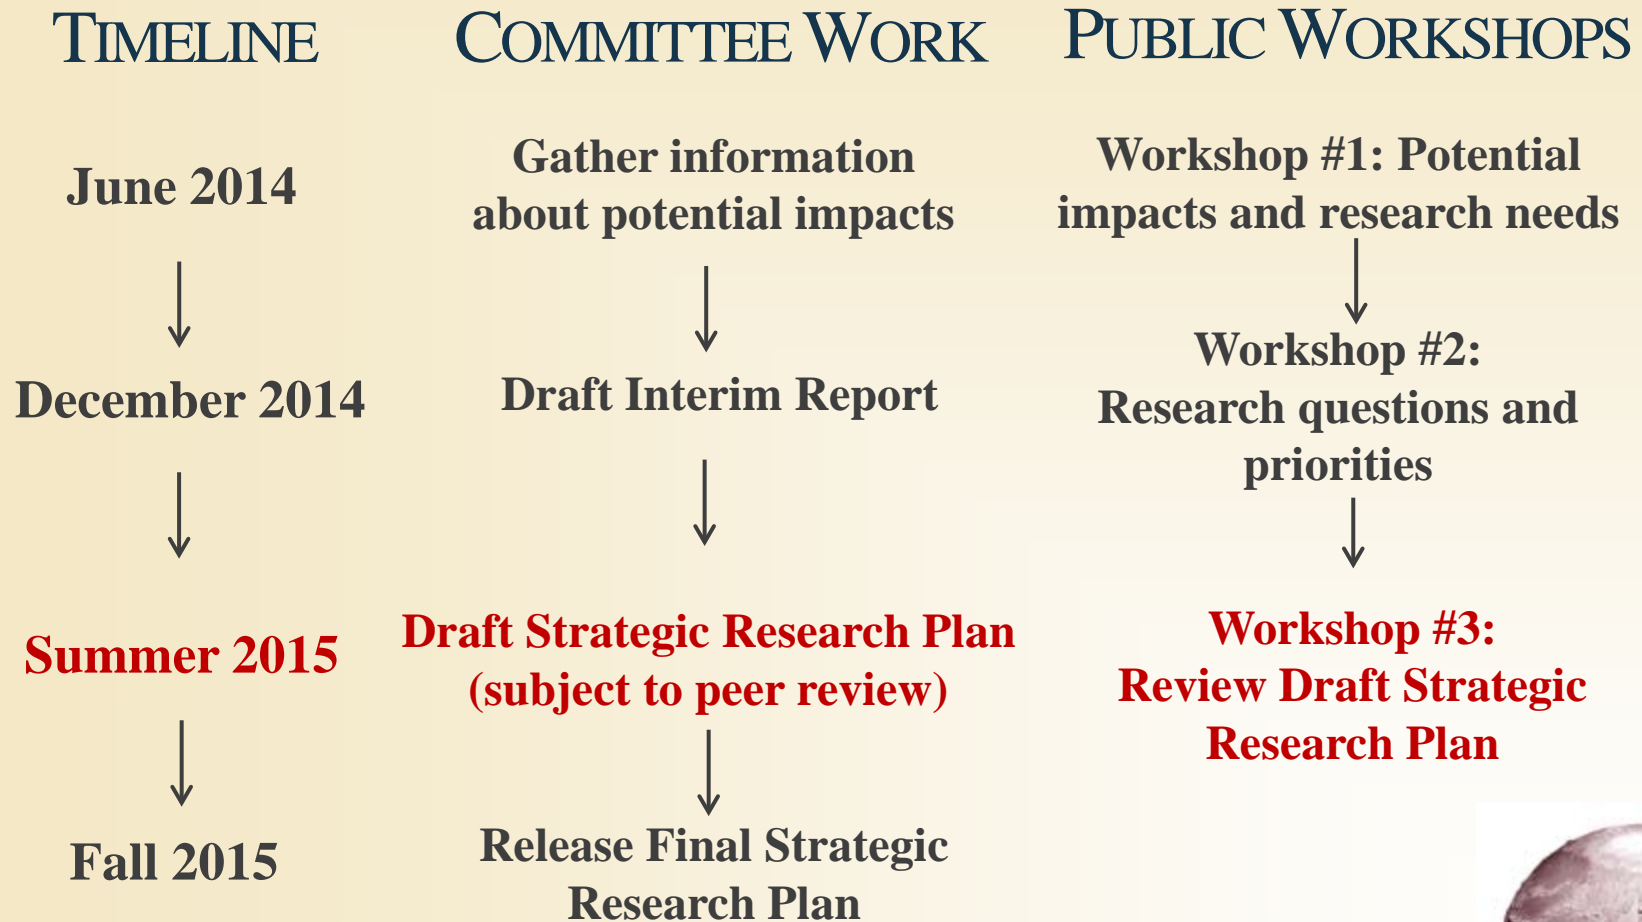 TIMELINE
COMMITTEE WORK
PUBLIC WORKSHOPS
June 2014
Gather information
about potential impacts
Workshop #1: Potential
impacts and research needs
December 2014
Draft Interim Report
Workshop #2:
Research questions and
priorities
Summer 2015
Draft Strategic Research Plan
(subject to peer review)
Workshop #3:
Review Draft Strategic
Research Plan
Fall 2015
Release Final Strategic
Research Plan